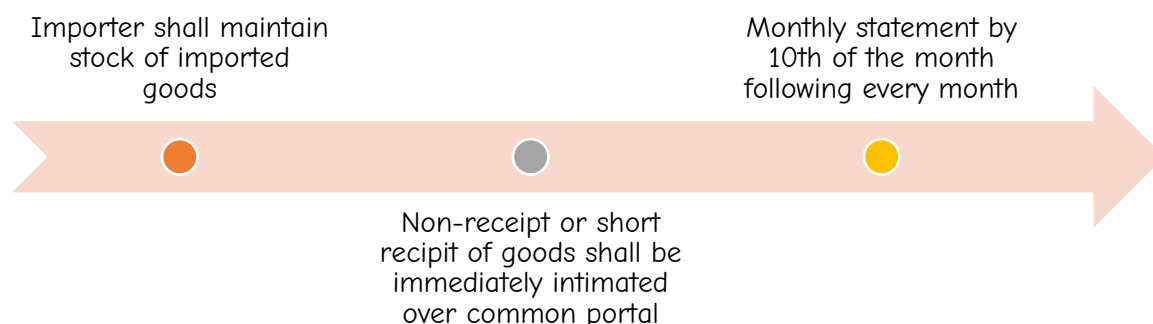 Importer shall maintain
stock of imported
goods
Non-receipt or short
recipit of goods shall be
immediately intimated
over common portal
Monthly statement by
10th of the month
following every month